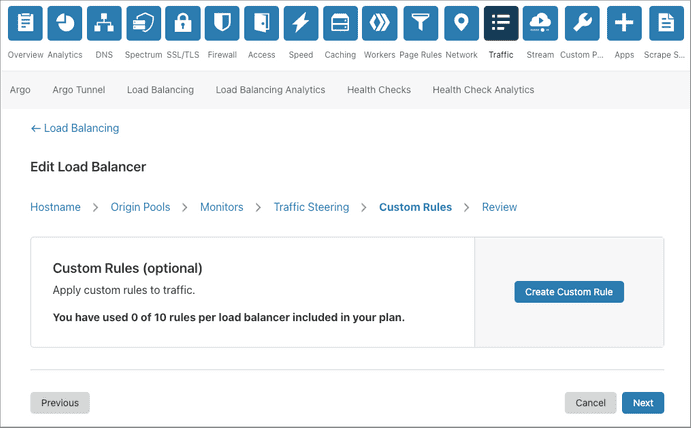 Overview Analytics DNS Spectrum SSL/TLS Firewall Access Speed Caching Workers Page Rules Network Traffic Stream Custom P... Apps Scrape S...
Argo Argo Tunnel Load Balancing Load Balancing Analytics Health Checks Health Check Analytics
← Load Balancing
Edit Load Balancer
Hostname > Origin Pools > Monitors > Traffic Steering > Custom Rules > Review
Custom Rules (optional)
Apply custom rules to traffic.
You have used 0 of 10 rules per load balancer included in your plan.
Create Custom Rule
Previous Cancel Next